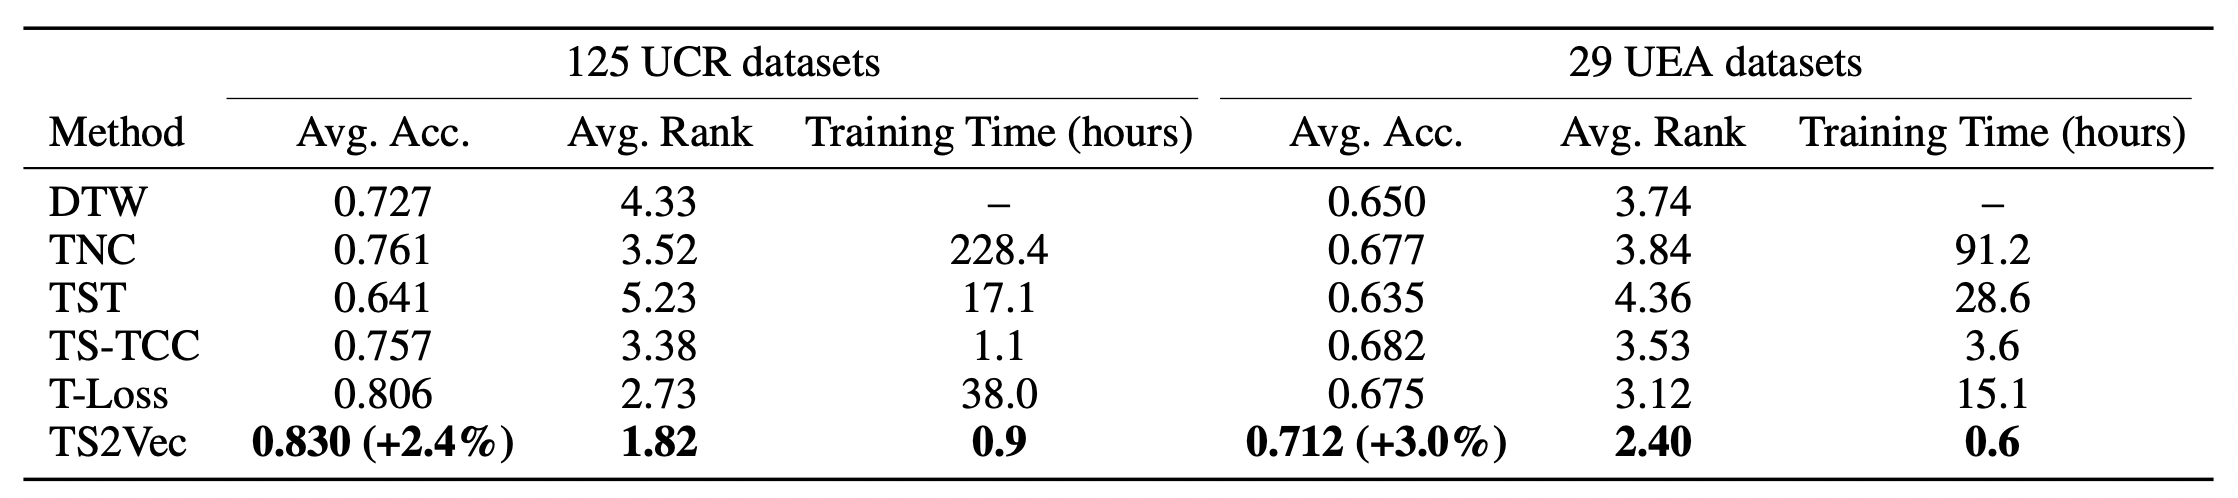 125 UCR datasets 29 UEA datasets
Method Avg. Acc. Avg. Rank Training Time (hours) Avg. Acc. Avg. Rank Training Time (hours)
DTW 0.727 4.33 – 0.650 3.74 –
TNC 0.761 3.52 228.4 0.677 3.84 91.2
TST 0.641 5.23 17.1 0.635 4.36 28.6
TS-TCC 0.757 3.38 1.1 0.682 3.53 3.6
T-Loss 0.806 2.73 38.0 0.675 3.12 15.1
TS2Vec 0.830 (+2.4%) 1.82 0.9 0.712 (+3.0%) 2.40 0.6